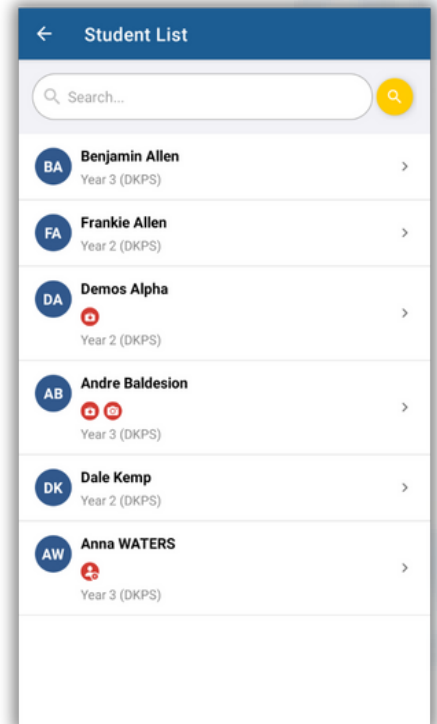 Student List
Search...
BA
Benjamin Allen
Year 3 (DKPS)
FA
Frankie Allen
Year 2 (DKPS)
DA
Demos Alpha
Year 2 (DKPS)
AB
Andre Baldesion
Year 3 (DKPS)
DK
Dale Kemp
Year 2 (DKPS)
AW
Anna WATERS
Year 3 (DKPS)